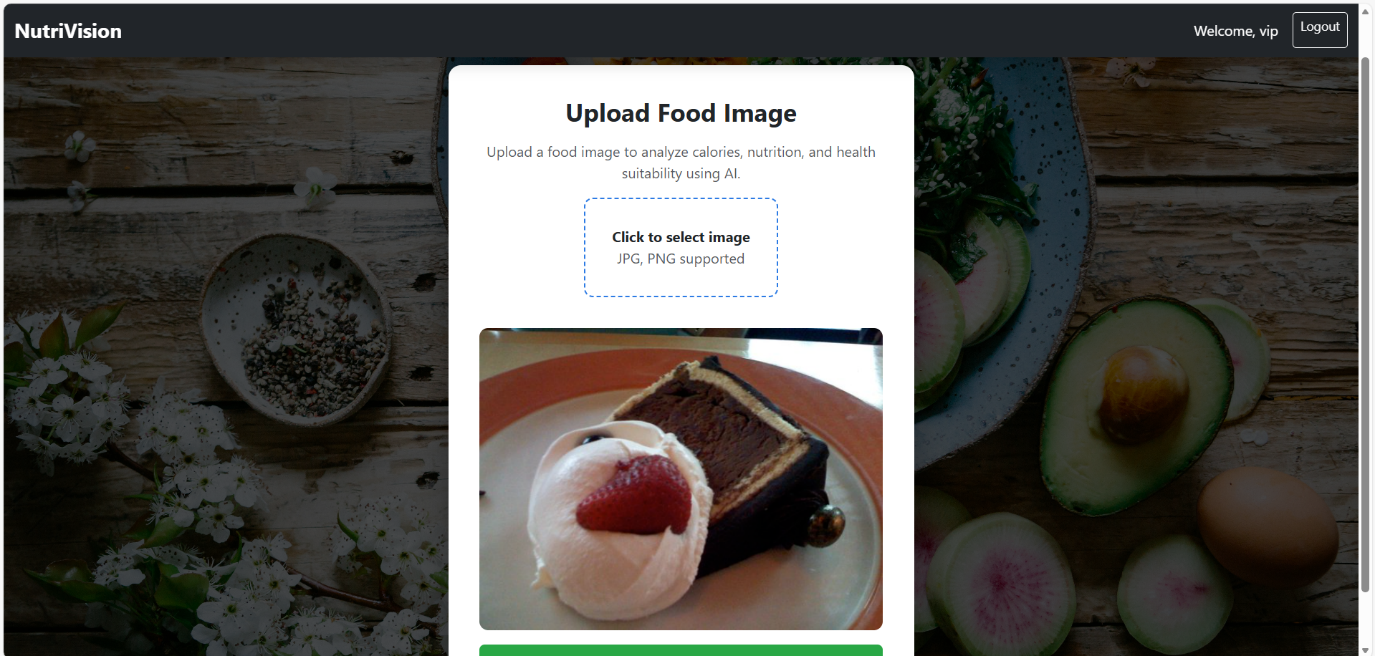 NutriVision
Welcome, vip
Logout
Upload Food Image
Upload a food image to analyze calories, nutrition, and health
suitability using AI.
Click to select image
JPG, PNG supported